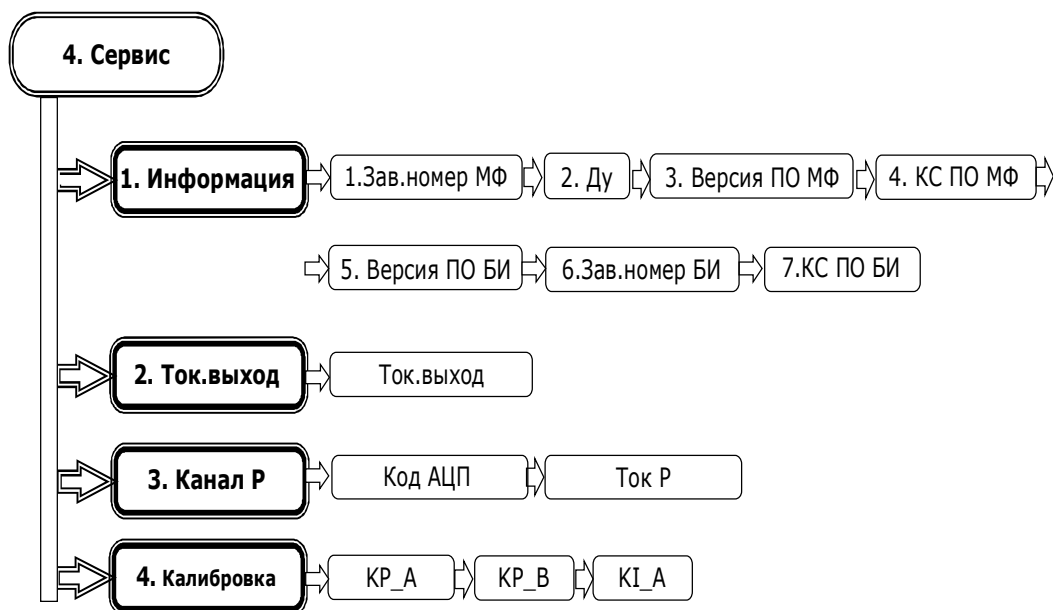 4. Сервис
1. Информация 1.Зав.номер МФ 2. Ду 3. Версия ПО МФ 4. КС ПО МФ
5. Версия ПО БИ 6.Зав.номер БИ 7.КС ПО БИ
2. Ток.выход Ток.выход
3. Канал P Код АЦП Ток P
4. Калибровка KP_A KP_B KI_A